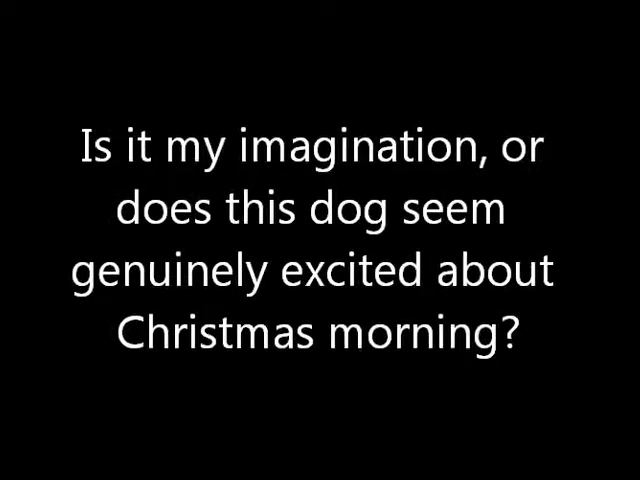 Is it my imagination, or
does this dog seem
genuinely excited about
Christmas morning?